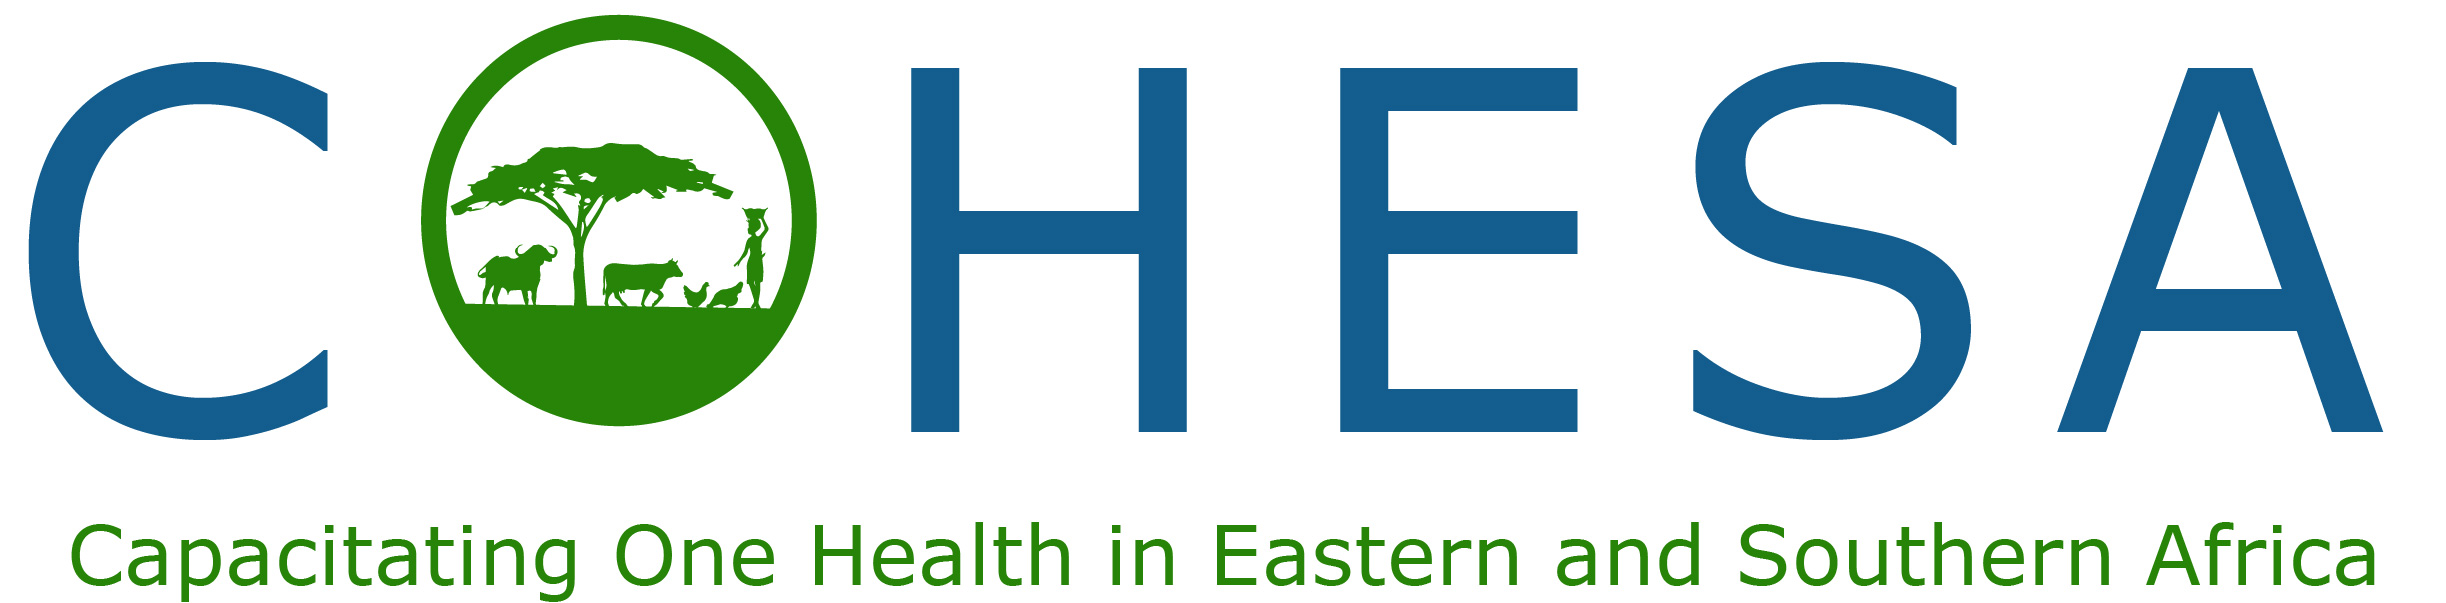 COHESA
Capacitating One Health in Eastern and Southern Africa